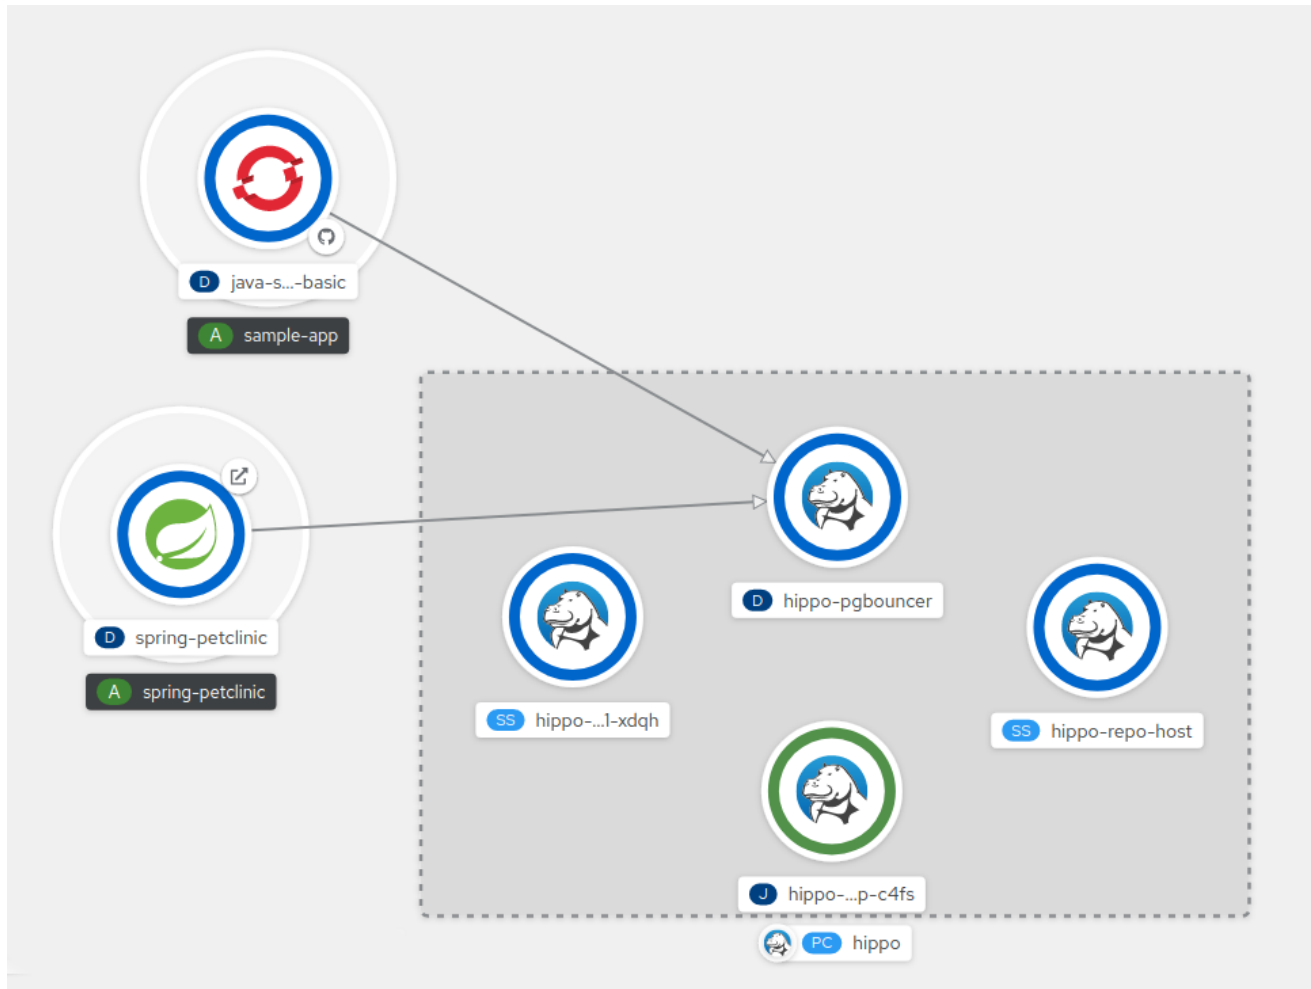 D java-s...-basic
A sample-app
D hippo-pgbouncer
D spring-petclinic
A spring-petclinic
SS hippo-...1-xdqh
SS hippo-repo-host
J hippo-...p-c4fs
PC hippo